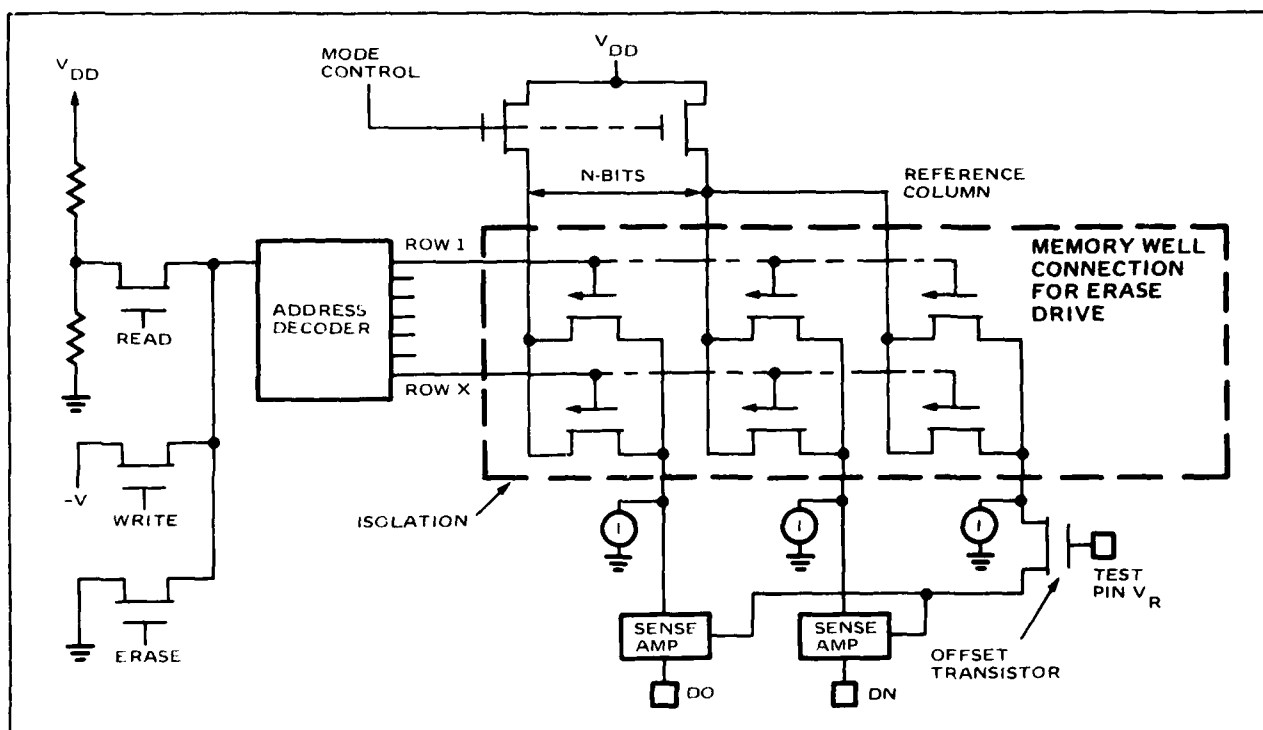 MODE
CONTROL
V DD
V DD
N-BITS
REFERENCE
COLUMN
ROW 1
MEMORY WELL
CONNECTION
FOR ERASE
DRIVE
ADDRESS
DECODER
READ
ROW X
-V
WRITE
ISOLATION
I
I
I
TEST
PIN V R
ERASE
SENSE
AMP
SENSE
AMP
OFFSET
TRANSISTOR
DO
DN